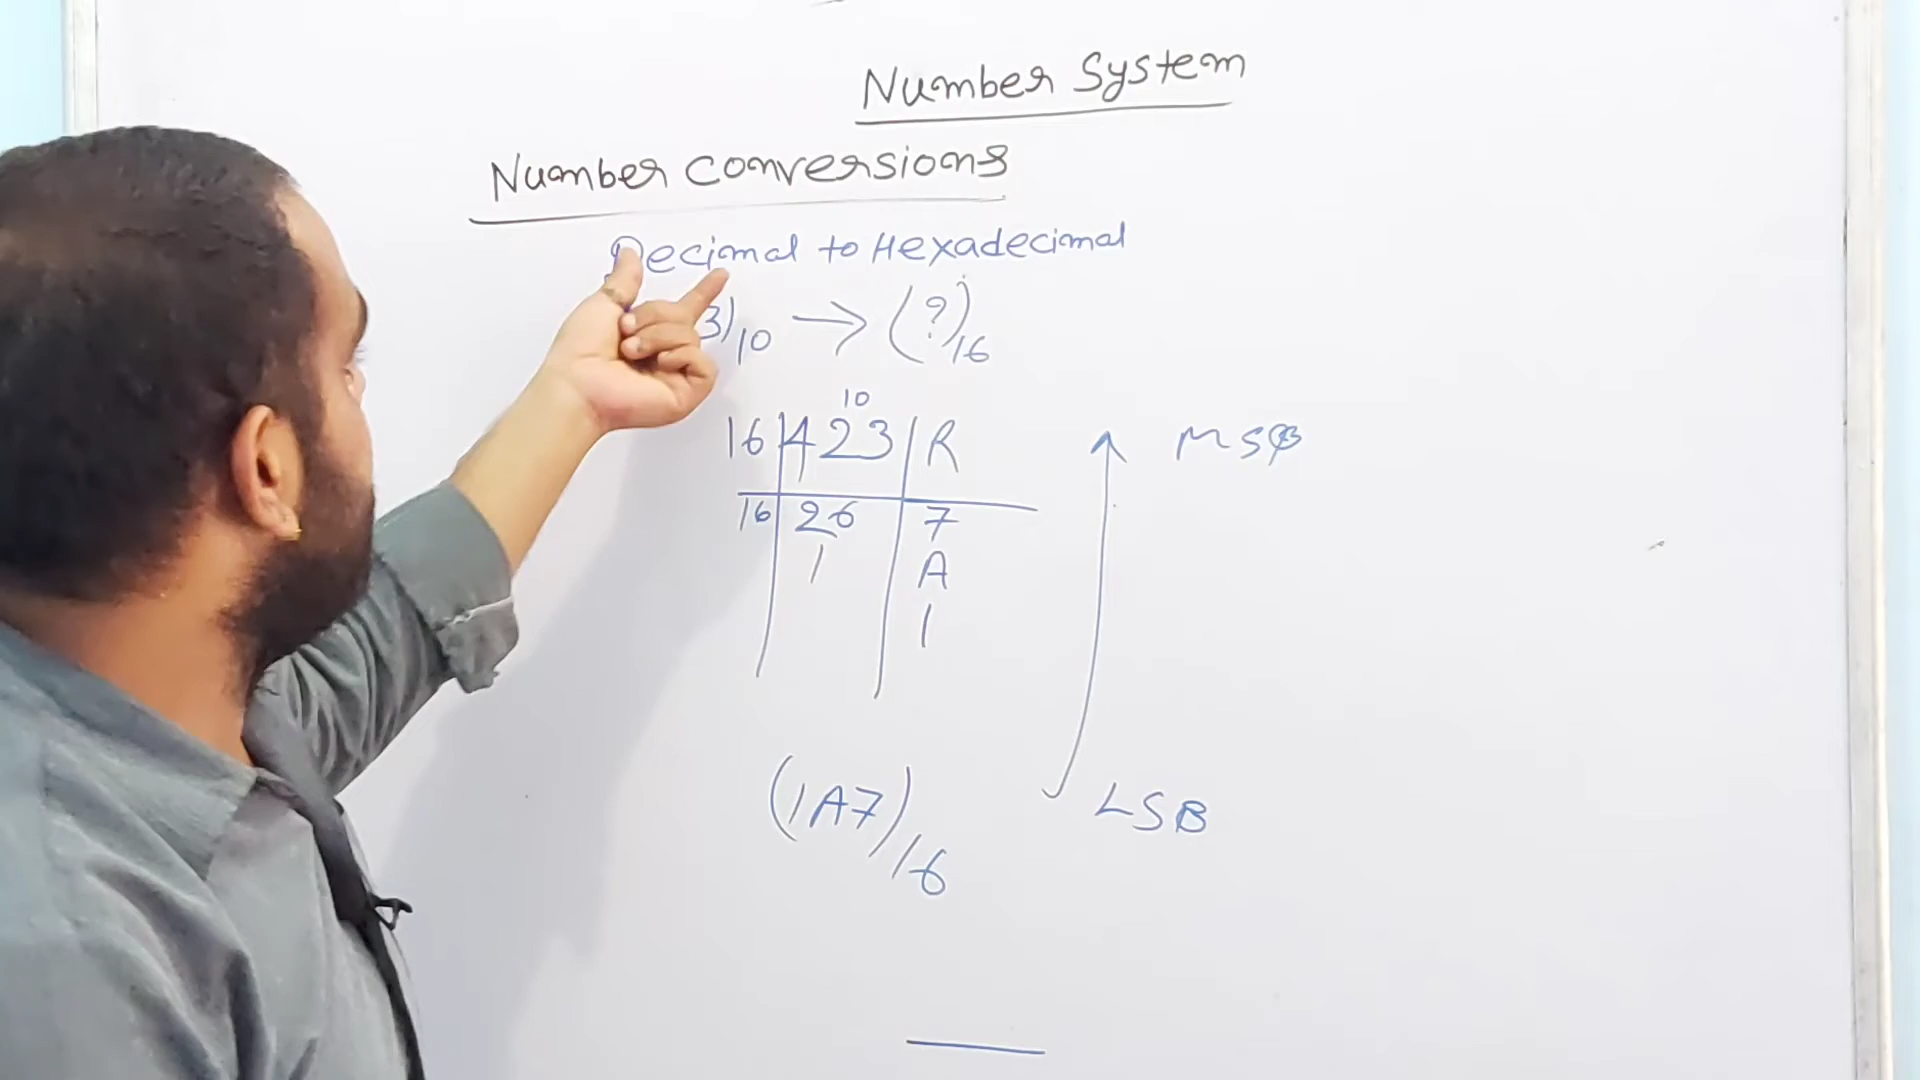 Number System
Number Conversions
Decimal to Hexadecimal
3)10 → (?)16
10
16 423 R MSB
16 26 7
1 A
1
(1A7)16 LSB